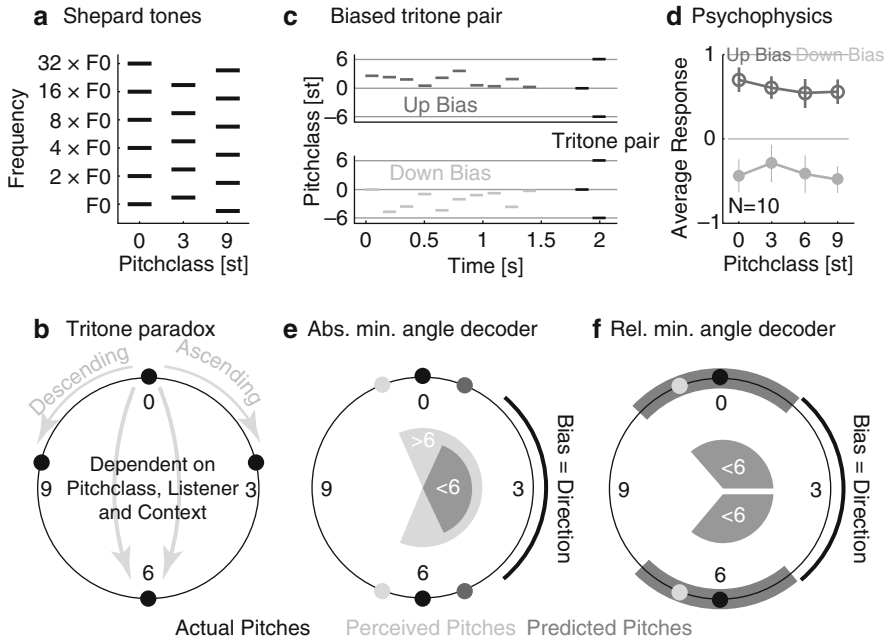 a Shepard tones
32 × F0
16 × F0
8 × F0
4 × F0
2 × F0
F0
Frequency
0 3 9
Pitchclass [st]
c Biased tritone pair
6
0
−6
Up Bias
Tritone pair
6
0
−6
Down Bias
Pitchclass [st]
0 0.5 1 1.5 2
Time [s]
d Psychophysics
1
0
−1
Up Bias Down Bias
Average Response
N=10
0 3 6 9
Pitchclass [st]
b Tritone paradox
Descending
Ascending
0
9
3
6
Dependent on
Pitchclass, Listener
and Context
e Abs. min. angle decoder
0
9
3
6
>6
<6
Bias = Direction
f Rel. min. angle decoder
0
9
3
6
<6
<6
Bias = Direction
Actual Pitches Perceived Pitches Predicted Pitches